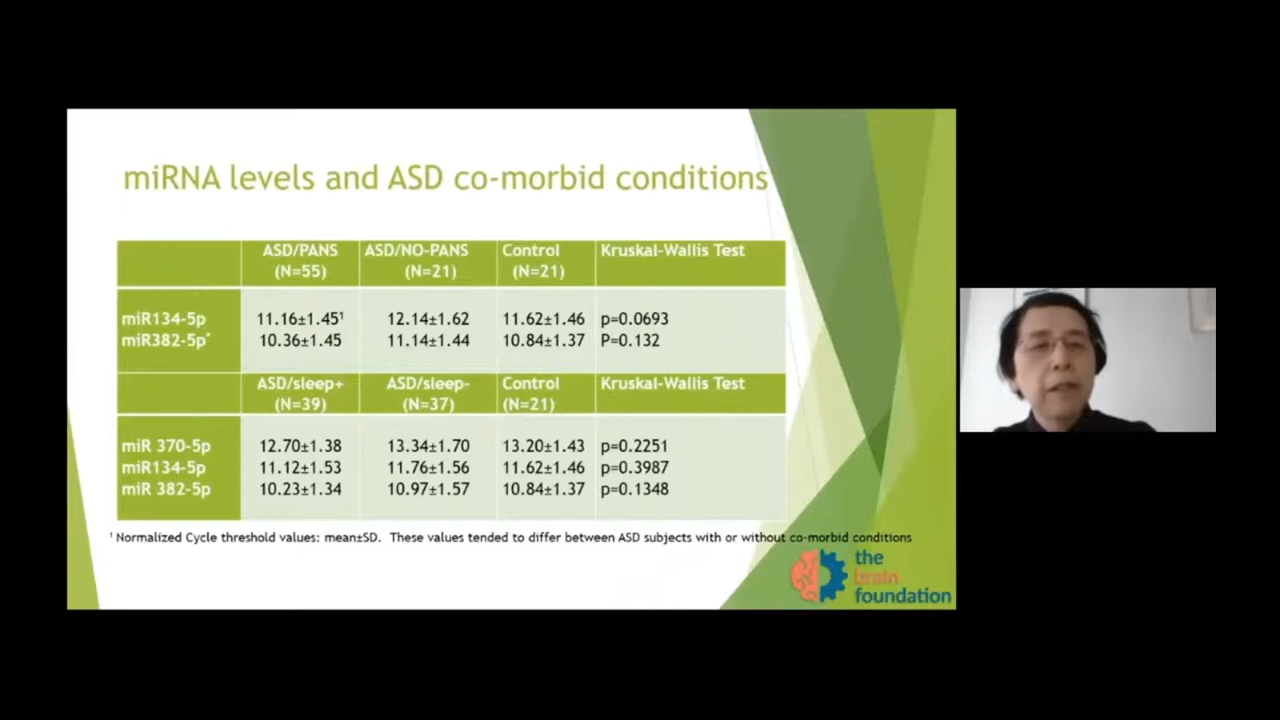 miRNA levels and ASD co-morbid conditions
ASD/PANS (N=55) ASD/NO-PANS (N=21) Control (N=21) Kruskal-Wallis Test
miR134-5p 11.16±1.45¹ 12.14±1.62 11.62±1.46 p=0.0693
miR382-5p* 10.36±1.45 11.14±1.44 10.84±1.37 P=0.132
ASD/sleep+ (N=39) ASD/sleep- (N=37) Control (N=21) Kruskal-Wallis Test
miR 370-5p 12.70±1.38 13.34±1.70 13.20±1.43 p=0.2251
miR134-5p 11.12±1.53 11.76±1.56 11.62±1.46 p=0.3987
miR 382-5p 10.23±1.34 10.97±1.57 10.84±1.37 p=0.1348
¹ Normalized Cycle threshold values: mean±SD. These values tended to differ between ASD subjects with or without co-morbid conditions
the
brain
foundation